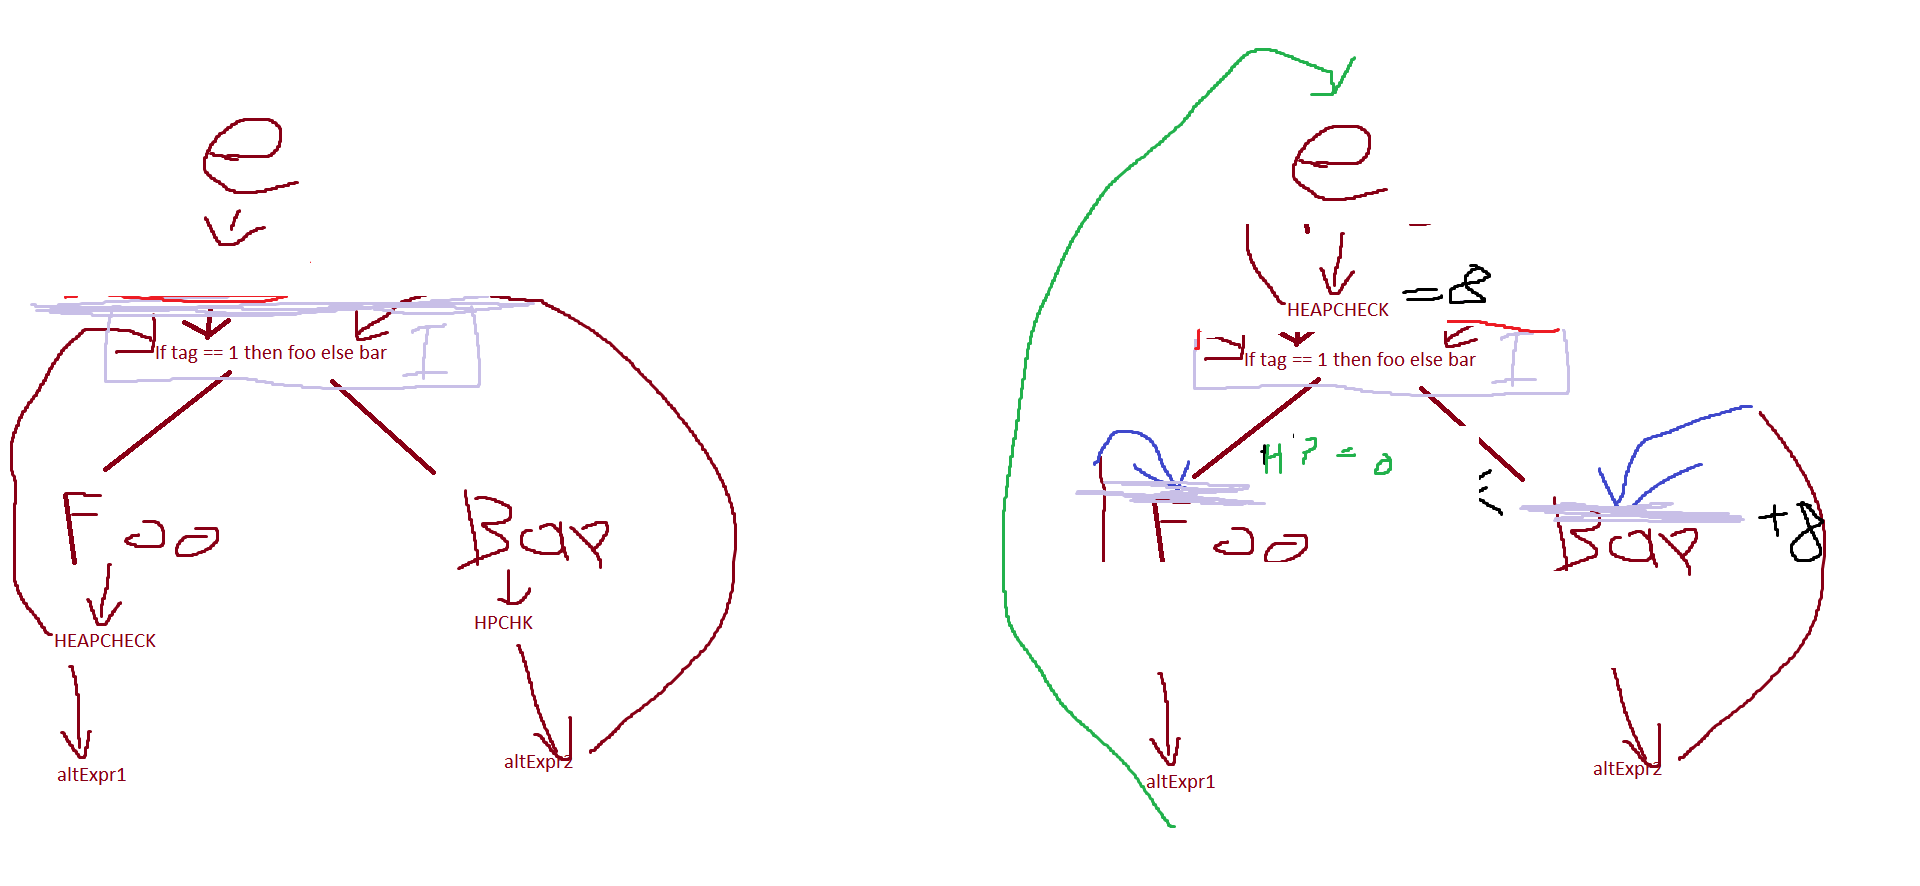 e
If tag == 1 then foo else bar
I
Foo
Bar
HEAPCHECK
HPCHK
altExpr1
altExpr2
e
HEAPCHECK = 8
If tag == 1 then foo else bar
I
H? = 0
Foo
Bar +8
altExpr1
altExpr2